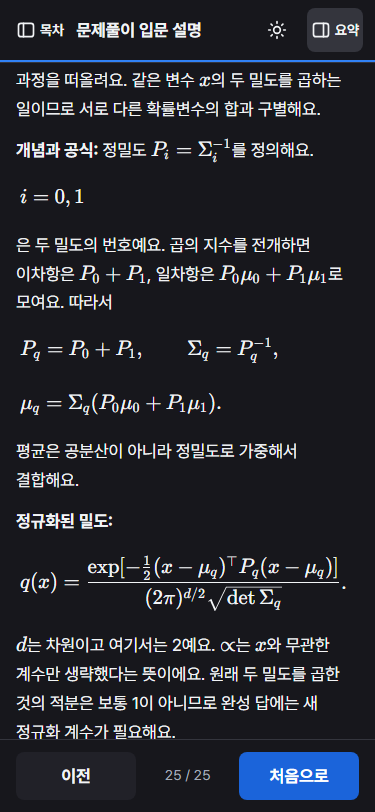 목차 문제풀이 입문 설명 요약
과정을 떠올려요. 같은 변수 x의 두 밀도를 곱하는
일이므로 서로 다른 확률변수의 합과 구별해요.
개념과 공식: 정밀도 P_i = Σ_i^{-1}를 정의해요.
i = 0, 1
은 두 밀도의 번호예요. 곱의 지수를 전개하면
이차항은 P_0 + P_1, 일차항은 P_0μ_0 + P_1μ_1로
모여요. 따라서
P_q = P_0 + P_1, Σ_q = P_q^{-1},
μ_q = Σ_q(P_0μ_0 + P_1μ_1).
평균은 공분산이 아니라 정밀도로 가중해서
결합해요.
정규화된 밀도:
q(x) = \frac{exp[-\frac{1}{2}(x − μ_q)^⊤ P_q(x − μ_q)]}{(2π)^{d/2}\sqrt{det Σ_q}}.
d는 차원이고 여기서는 2예요. ∝는 x와 무관한
계수만 생략했다는 뜻이에요. 원래 두 밀도를 곱한
것의 적분은 보통 1이 아니므로 완성 답에는 새
정규화 계수가 필요해요.
이전 25 / 25 처음으로